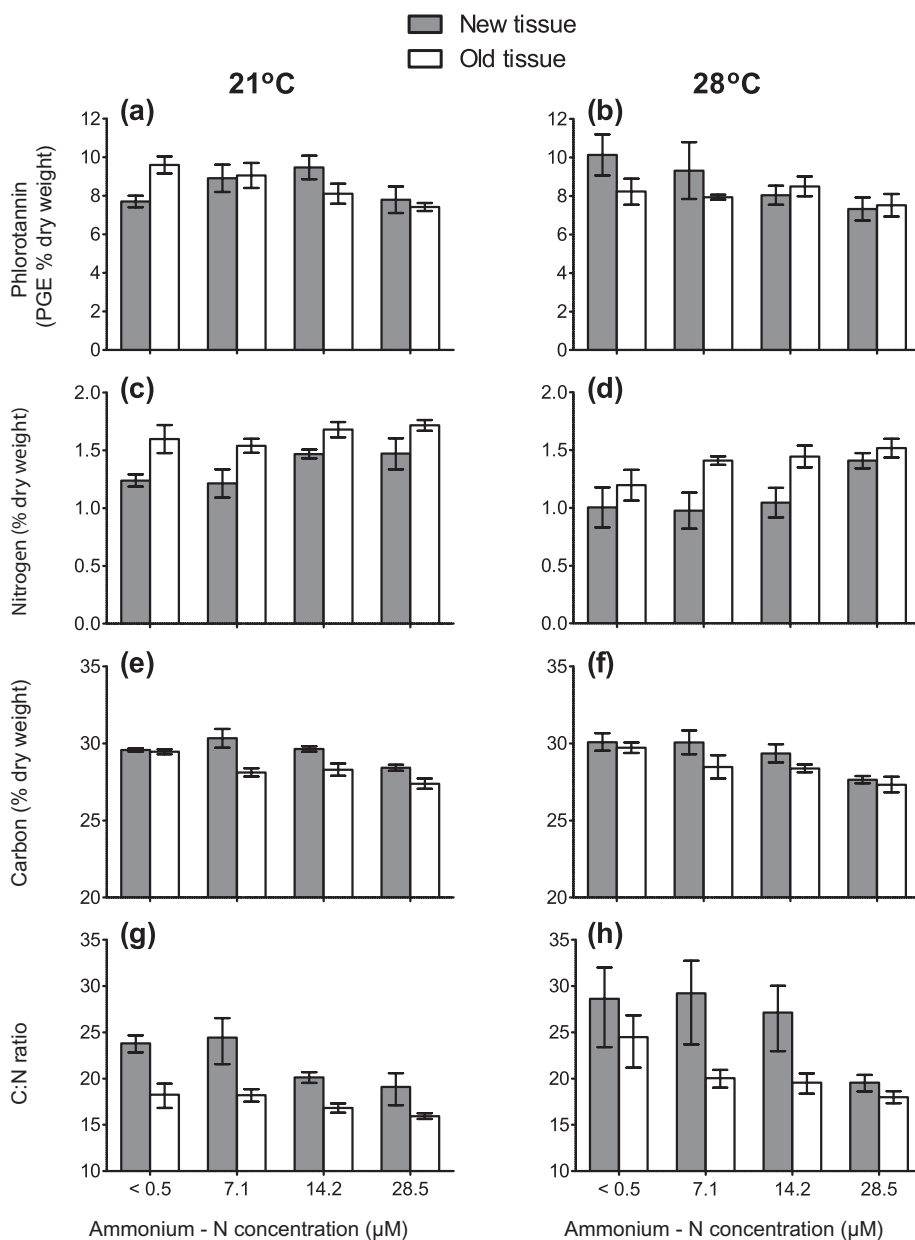 New tissue
Old tissue
21°C
28°C
(a)
(b)
Phlorotannin
(PGE % dry weight)
12
10
8
6
4
2
0
12
10
8
6
4
2
0
(c)
(d)
Nitrogen (% dry weight)
2.0
1.5
1.0
0.5
0.0
2.0
1.5
1.0
0.5
0.0
(e)
(f)
Carbon (% dry weight)
35
30
25
20
35
30
25
20
(g)
(h)
C:N ratio
35
30
25
20
15
10
35
30
25
20
15
10
< 0.5 7.1 14.2 28.5
< 0.5 7.1 14.2 28.5
Ammonium - N concentration (µM)
Ammonium - N concentration (µM)